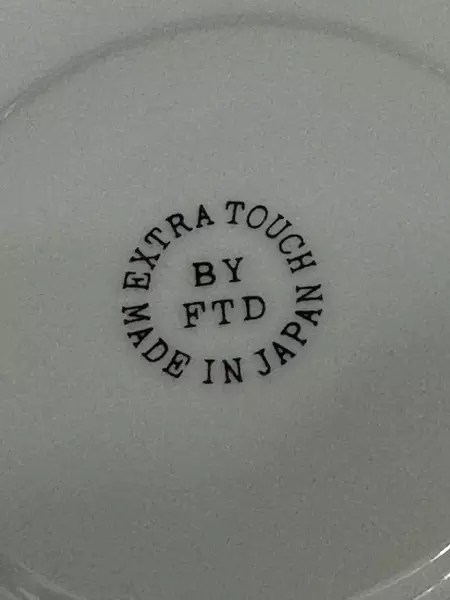 EXTRA TOUCH
BY
FTD
MADE IN JAPAN